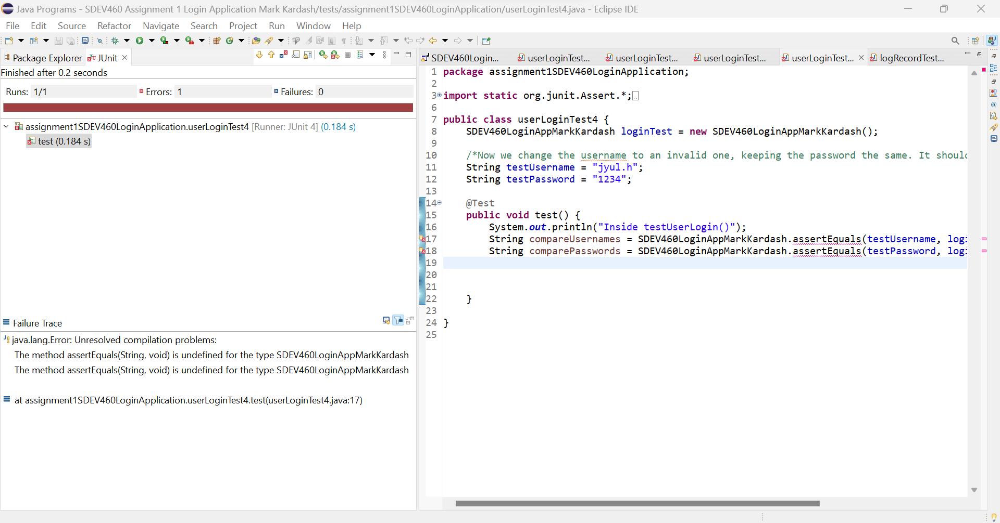 Java Programs - SDEV460 Assignment 1 Login Application Mark Kardash/tests/assignment1SDEV460LoginApplication/userLoginTest4.java - Eclipse IDE
File Edit Source Refactor Navigate Search Project Run Window Help
Package Explorer JUnit
Finished after 0.2 seconds
Runs: 1/1 Errors: 1 Failures: 0
assignment1SDEV460LoginApplication.userLoginTest4 [Runner: JUnit 4] (0.184 s)
test (0.184 s)
Failure Trace
java.lang.Error: Unresolved compilation problems:
The method assertEquals(String, void) is undefined for the type SDEV460LoginAppMarkKardash
The method assertEquals(String, void) is undefined for the type SDEV460LoginAppMarkKardash
at assignment1SDEV460LoginApplication.userLoginTest4.test(userLoginTest4.java:17)
SDEV460Login... userLoginTest... userLoginTest... userLoginTest... userLoginTest... logRecordTest...
1 package assignment1SDEV460LoginApplication;
2
3 import static org.junit.Assert.*;
6
7 public class userLoginTest4 {
8 SDEV460LoginAppMarkKardash loginTest = new SDEV460LoginAppMarkKardash();
9
10 /*Now we change the username to an invalid one, keeping the password the same. It should
11 String testUsername = "jyul.h";
12 String testPassword = "1234";
13
14 @Test
15 public void test() {
16 System.out.println("Inside testUserLogin()");
17 String compareUsernames = SDEV460LoginAppMarkKardash.assertEquals(testUsername, logi
18 String comparePasswords = SDEV460LoginAppMarkKardash.assertEquals(testPassword, logi
19
20
21
22 }
23
24 }
25